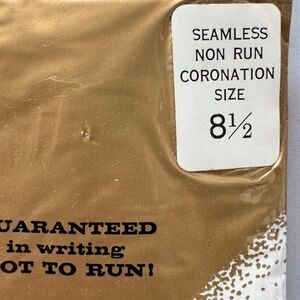 SEAMLESS
NON RUN
CORONATION
SIZE
8½
UARANTEED
in writing
OT TO RUN!